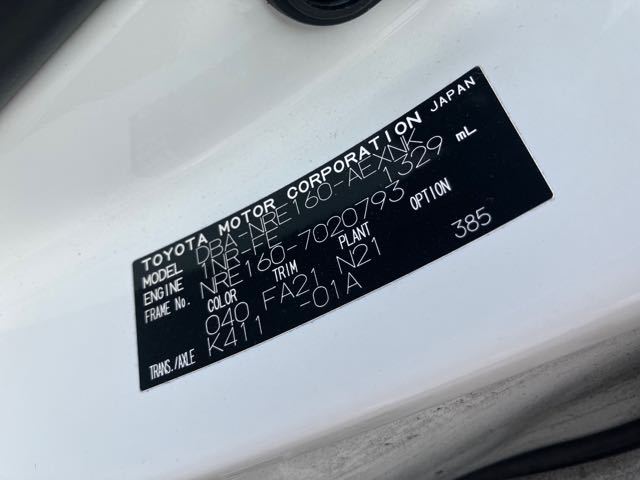 TOYOTA MOTOR CORPORATION JAPAN
MODEL DBA-NRE160-AEXNK
ENGINE 1NR-FE 1329 mL
FRAME No. NRE160-7020793
COLOR TRIM PLANT OPTION
040 FA21 N21 385
TRANS./AXLE K411 -01A